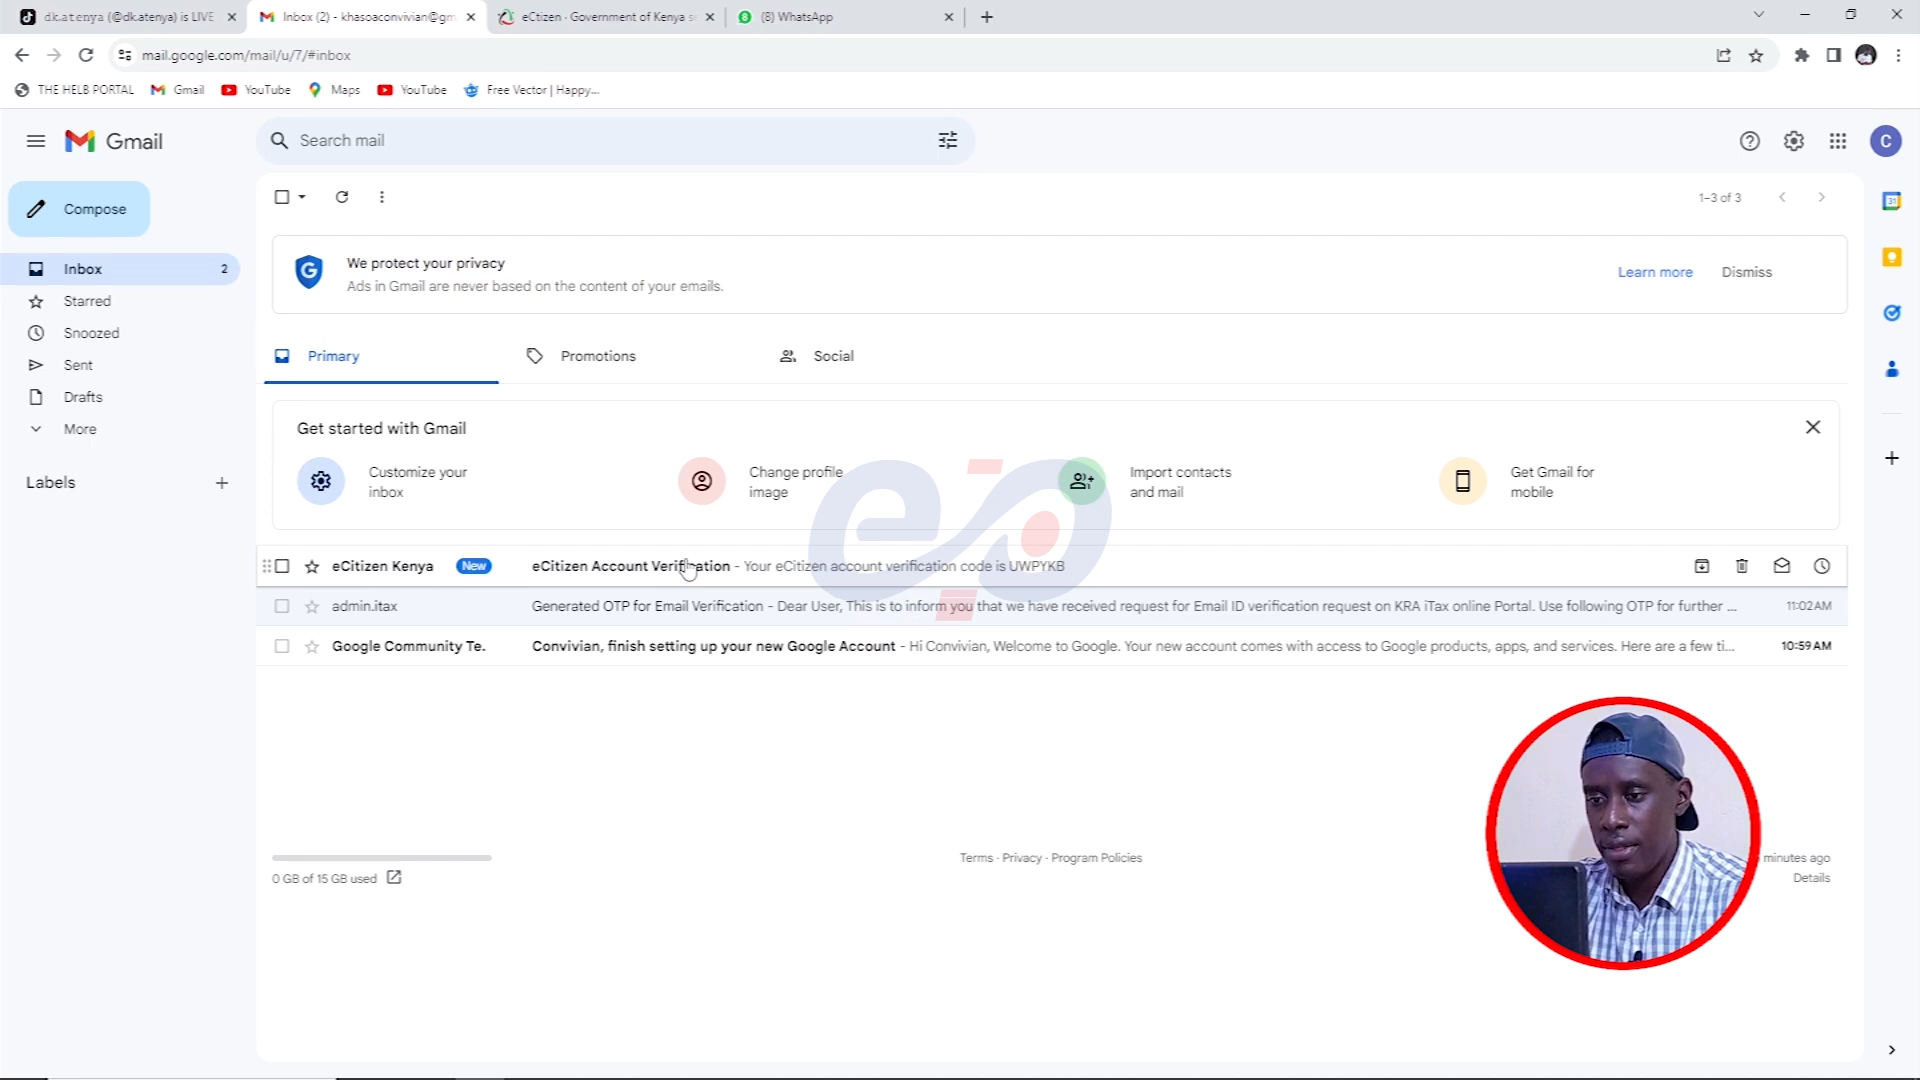 dk.atenya (@dk.atenya) is LIVE
Inbox (2) - khasoaconvivian@gm
eCtizen - Government of Kenya s
(8) WhatsApp
mail.google.com/mail/u/7/#inbox
THE HELB PORTAL
Gmail
YouTube
Maps
YouTube
Free Vector | Happy...
Gmail
Search mail
C
Compose
1–3 of 3
31
Inbox
2
Starred
Snoozed
Sent
Drafts
More
Labels
G
We protect your privacy
Ads in Gmail are never based on the content of your emails.
Learn more
Dismiss
Primary
Promotions
Social
Get started with Gmail
Customize your
inbox
Change profile
image
Import contacts
and mail
Get Gmail for
mobile
eCitizen Kenya
New
eCitizen Account Verification - Your eCitizen account verification code is UWPYKB
admin.itax
Generated OTP for Email Verification - Dear User, This is to inform you that we have received request for Email ID verification request on KRA iTax online Portal. Use following OTP for further ...
11:02 AM
Google Community Te.
Convivian, finish setting up your new Google Account - Hi Convivian, Welcome to Google. Your new account comes with access to Google products, apps, and services. Here are a few ti...
10:59 AM
0 GB of 15 GB used
Terms · Privacy · Program Policies
minutes ago
Details